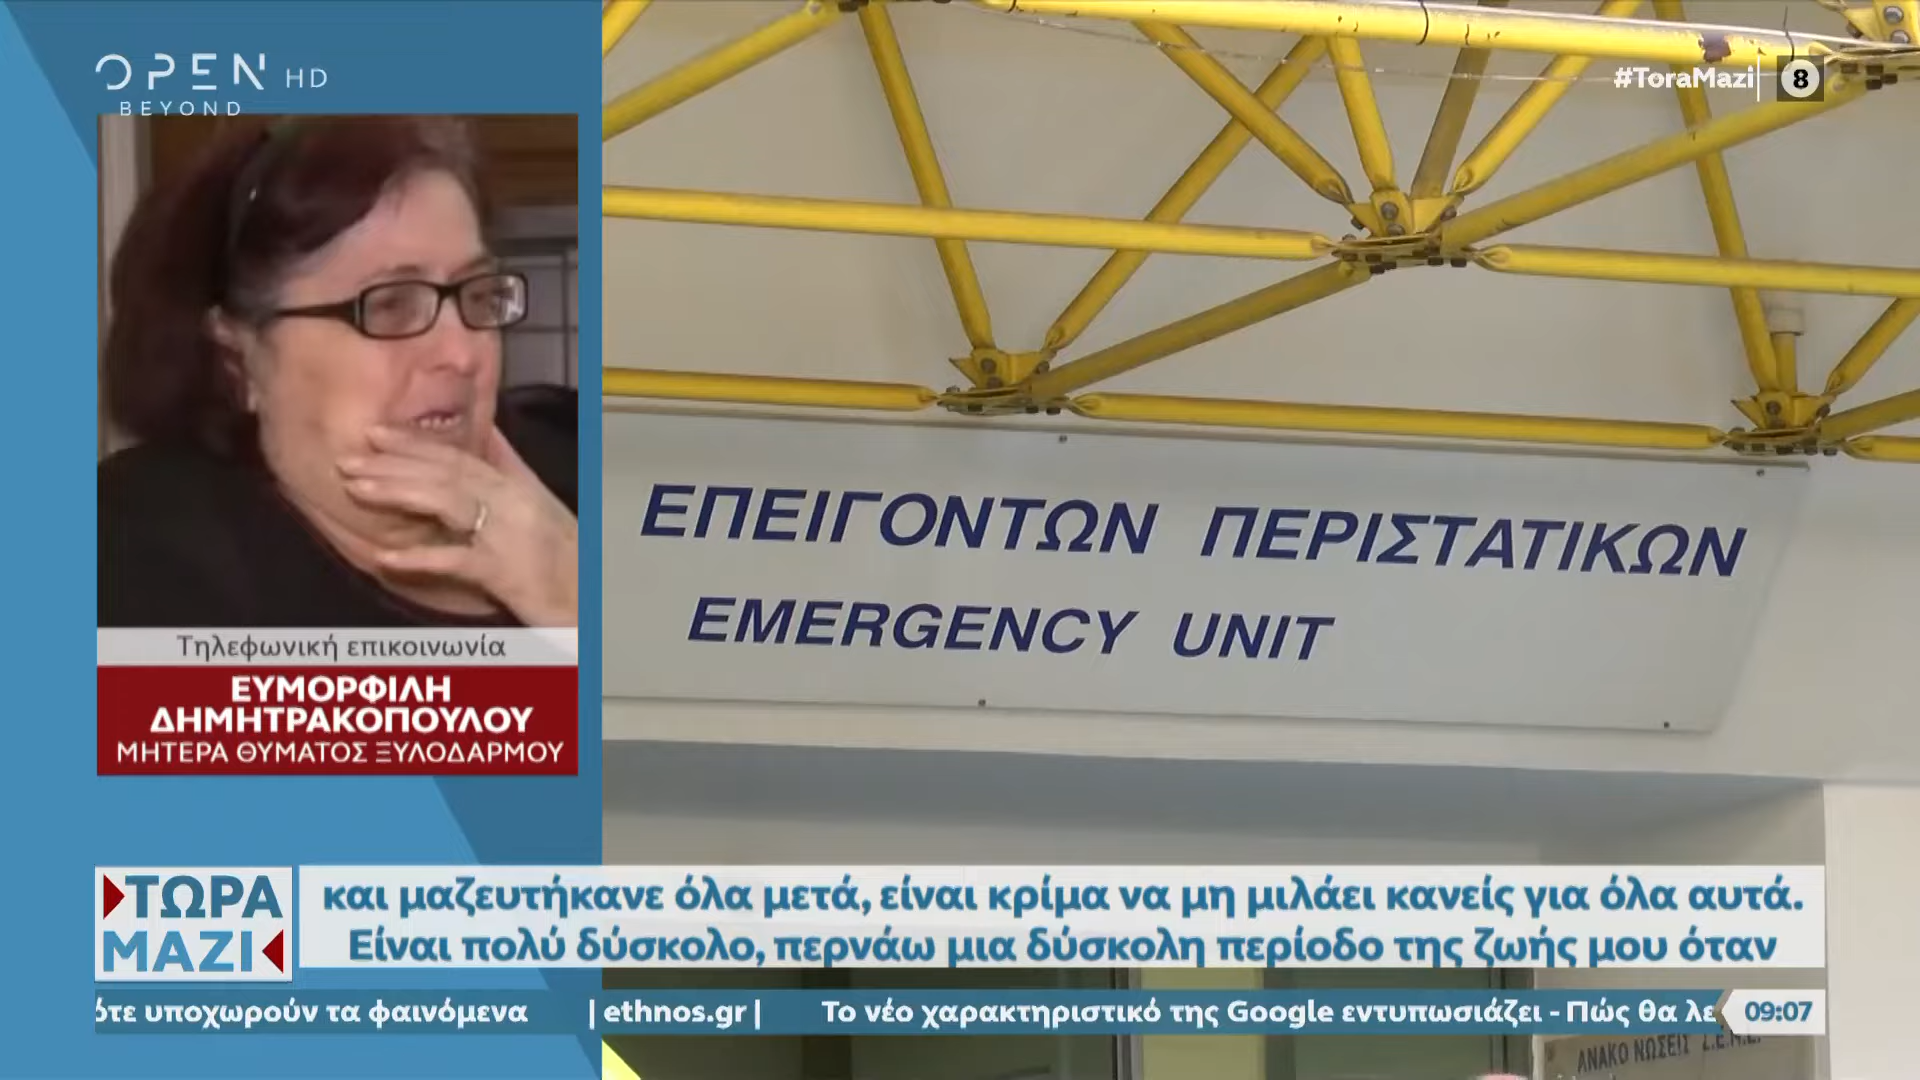 OPEN HD
BEYOND
#ToraMazi
8
ΕΠΕΙΓΟΝΤΩΝ ΠΕΡΙΣΤΑΤΙΚΩΝ
EMERGENCY UNIT
Τηλεφωνική επικοινωνία
ΕΥΜΟΡΦΙΛΗ
ΔΗΜΗΤΡΑΚΟΠΟΥΛΟΥ
ΜΗΤΕΡΑ ΘΥΜΑΤΟΣ ΞΥΛΟΔΑΡΜΟΥ
ΤΩΡΑ
ΜΑΖΙ
και μαζευτήκανε όλα μετά, είναι κρίμα να μη μιλάει κανείς για όλα αυτά.
Είναι πολύ δύσκολο, περνάω μια δύσκολη περίοδο της ζωής μου όταν
ότε υποχωρούν τα φαινόμενα | ethnos.gr | Το νέο χαρακτηριστικό της Google εντυπωσιάζει - Πώς θα λε
09:07
ΑΝΑΚΟΙΝΩΣΕΙΣ